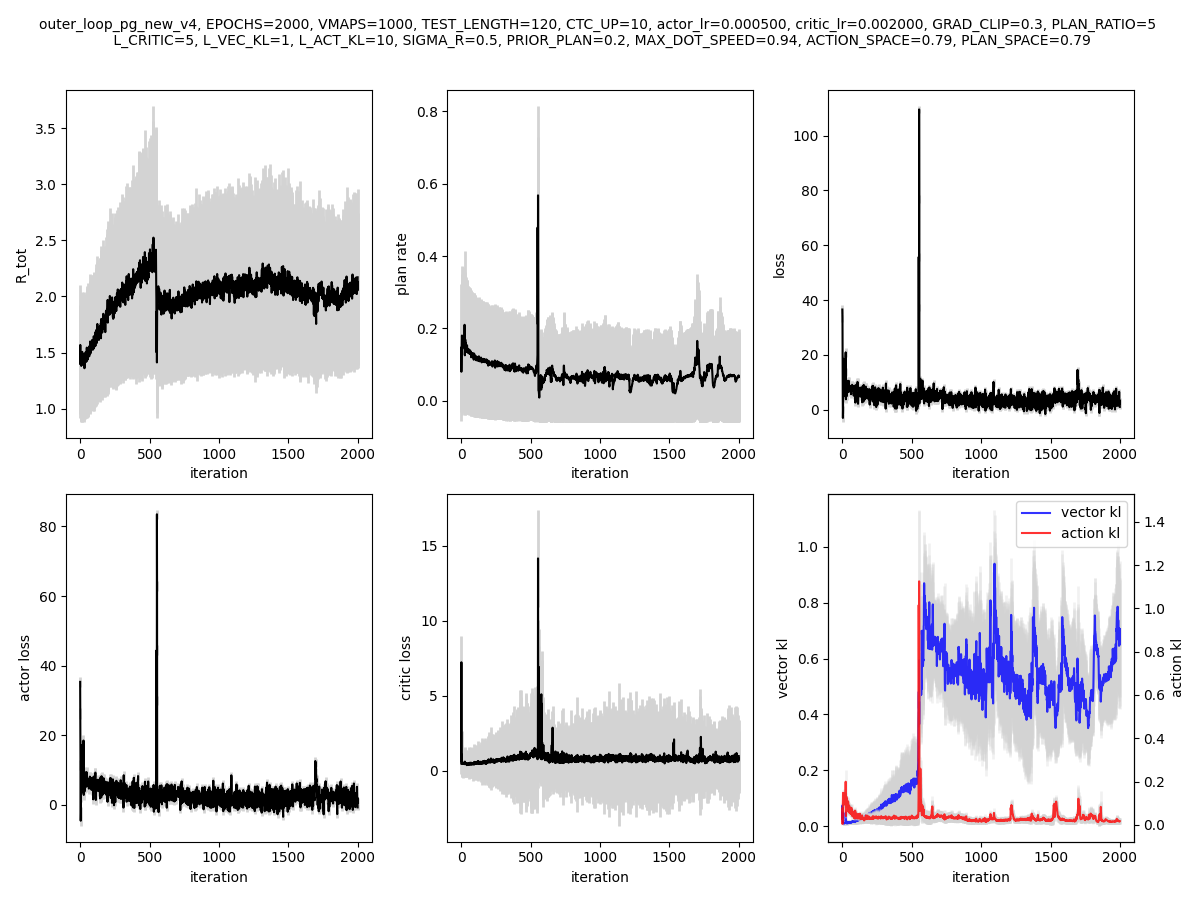 outer_loop_pg_new_v4, EPOCHS=2000, VMAPS=1000, TEST_LENGTH=120, CTC_UP=10, actor_lr=0.000500, critic_lr=0.002000, GRAD_CLIP=0.3, PLAN_RATIO=5
L_CRITIC=5, L_VEC_KL=1, L_ACT_KL=10, SIGMA_R=0.5, PRIOR_PLAN=0.2, MAX_DOT_SPEED=0.94, ACTION_SPACE=0.79, PLAN_SPACE=0.79
R_tot
3.5
3.0
2.5
2.0
1.5
1.0
0 500 1000 1500 2000
iteration
plan rate
0.8
0.6
0.4
0.2
0.0
0 500 1000 1500 2000
iteration
loss
100
80
60
40
20
0
0 500 1000 1500 2000
iteration
actor loss
80
60
40
20
0
0 500 1000 1500 2000
iteration
critic loss
15
10
5
0
0 500 1000 1500 2000
iteration
vector kl
1.0
0.8
0.6
0.4
0.2
0.0
vector kl
action kl
1.4
1.2
1.0
0.8
0.6
0.4
0.2
0.0
action kl
0 500 1000 1500 2000
iteration